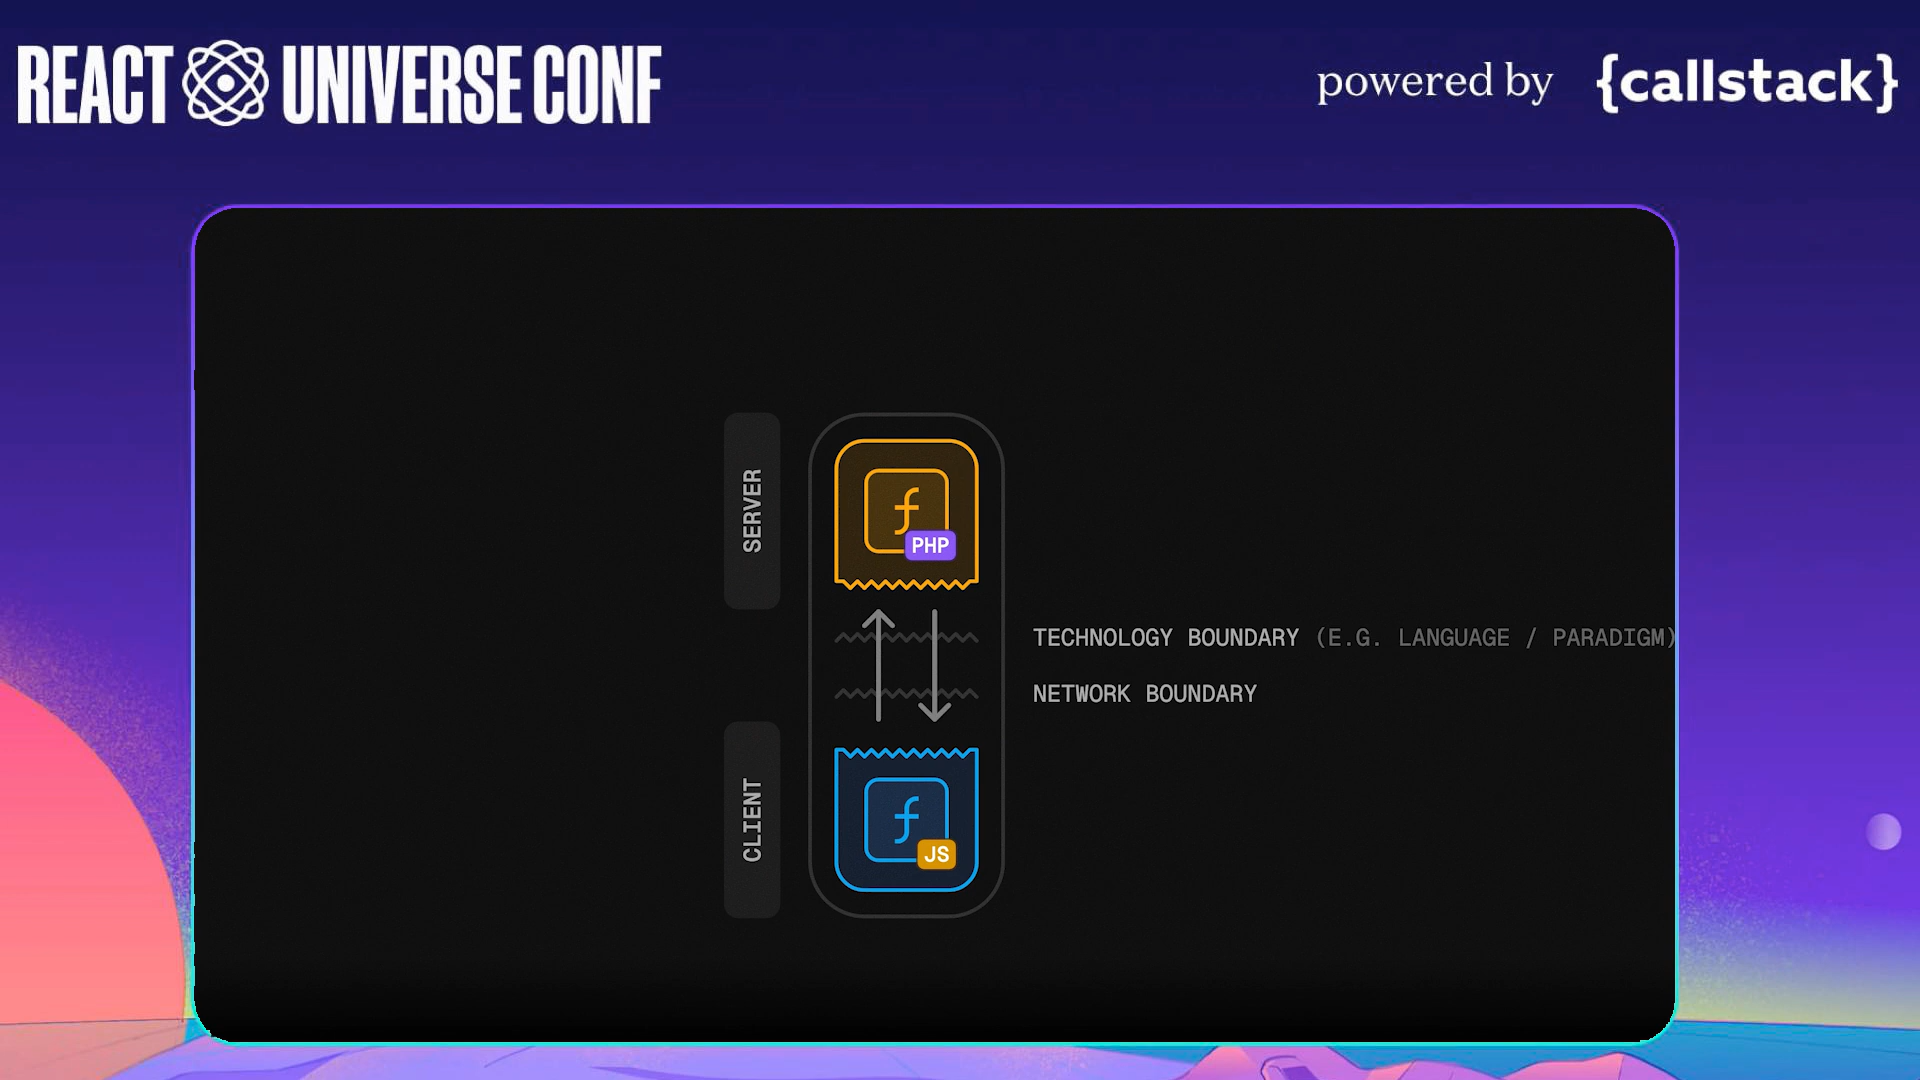 REACT UNIVERSE CONF
powered by {callstack}
SERVER
f
PHP
TECHNOLOGY BOUNDARY (E.G. LANGUAGE / PARADIGM)
NETWORK BOUNDARY
CLIENT
f
JS